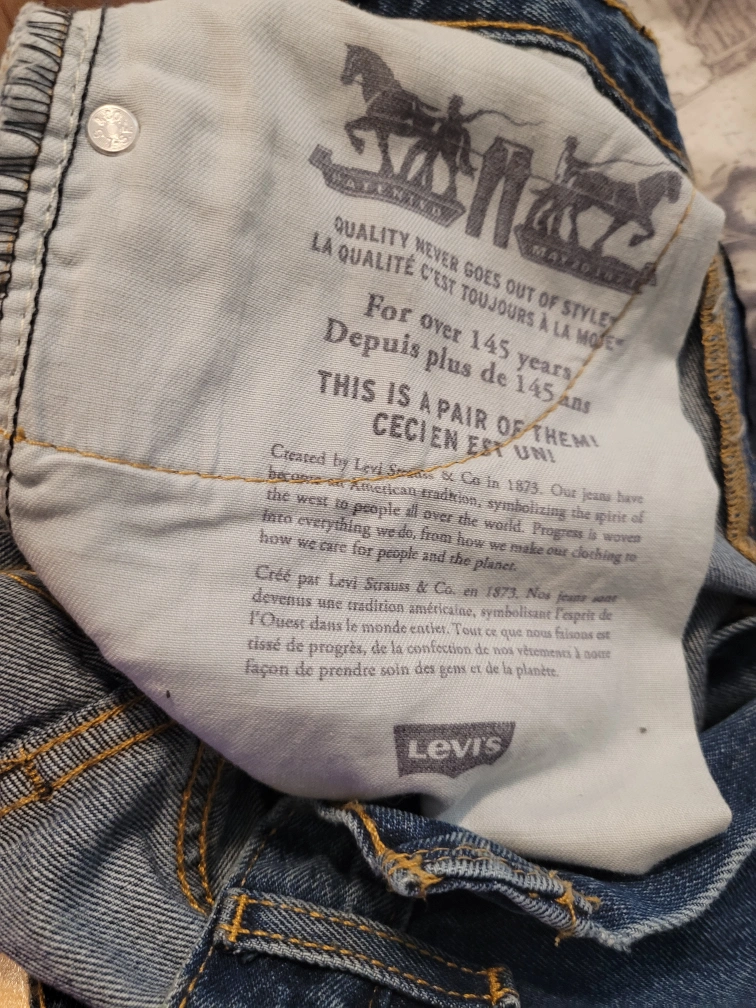 PATENTED
MAY 20 1873
QUALITY NEVER GOES OUT OF STYLE®
LA QUALITÉ C'EST TOUJOURS À LA MODE®
For over 145 years
Depuis plus de 145 ans
THIS IS A PAIR OF THEM!
CECI EN EST UN!
Created by Levi Strauss & Co in 1873. Our jeans have
become an American tradition, symbolizing the spirit of
the west to people all over the world. Progress is woven
into everything we do, from how we make our clothing to
how we care for people and the planet.
Créé par Levi Strauss & Co. en 1873. Nos jeans sont
devenus une tradition américaine, symbolisant l'esprit de
l'Ouest dans le monde entier. Tout ce que nous faisons est
tissé de progrès, de la confection de nos vêtements à notre
façon de prendre soin des gens et de la planète.
Levi's